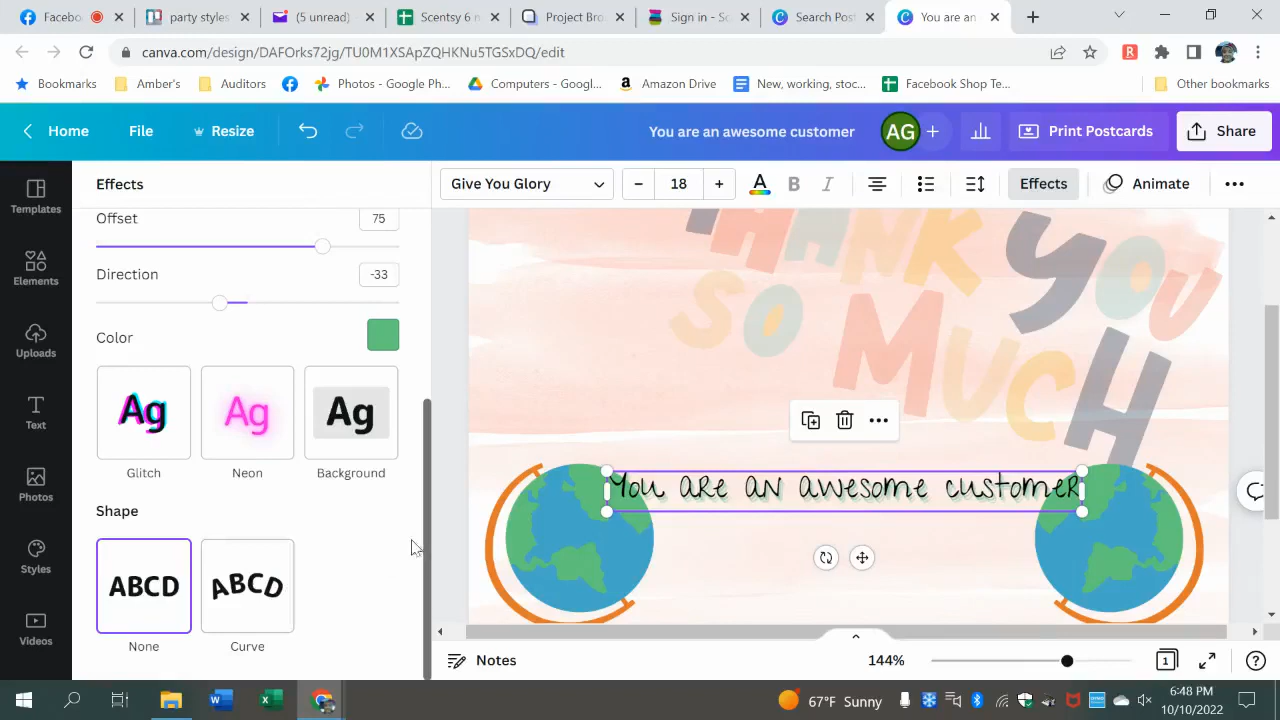 Facebo
party styles
(5 unread)
Scentsy 6 n
Project Bro
Sign in - Sc
Search Post
You are an
canva.com/design/DAFOrks72jg/TU0M1XSApZQHKNu5TGSxDQ/edit
Bookmarks
Amber's
Auditors
Photos - Google Ph...
Computers - Googl...
Amazon Drive
New, working, stoc...
Facebook Shop Te...
Other bookmarks
Home
File
Resize
You are an awesome customer
AG
Print Postcards
Share
Effects
Give You Glory
18
A
B
I
Effects
Animate
Templates
Elements
Uploads
Text
Photos
Styles
Videos
Offset
75
Direction
-33
Color
Ag
Ag
Ag
Glitch
Neon
Background
Shape
ABCD
ABCD
None
Curve
THANK YOU
SO MUCH
You are an awesome customer
Notes
144%
1
67°F Sunny
6:48 PM
10/10/2022